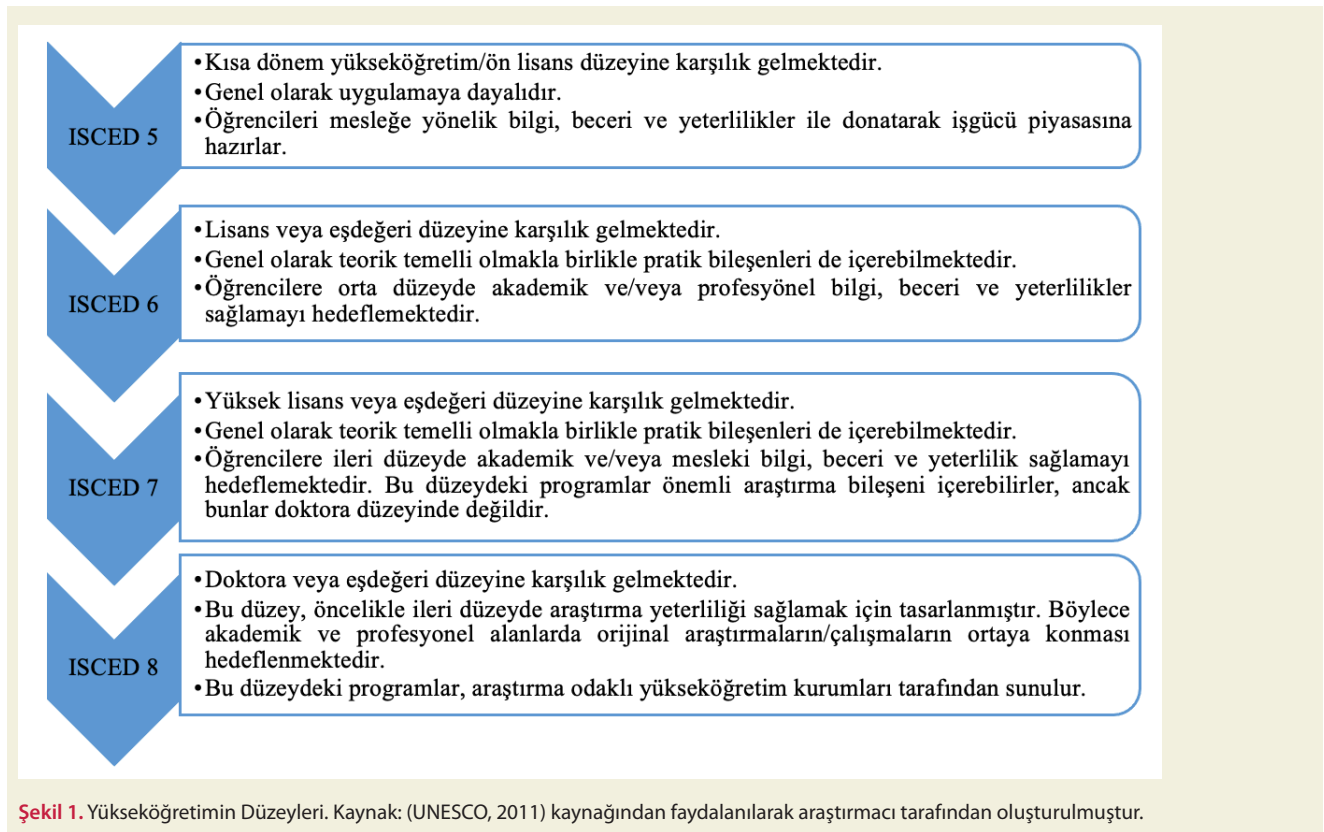 ISCED 5
•Kısa dönem yükseköğretim/ön lisans düzeyine karşılık gelmektedir.
•Genel olarak uygulamaya dayalıdır.
•Öğrencileri mesleğe yönelik bilgi, beceri ve yeterlilikler ile donatarak işgücü piyasasına
hazırlar.
ISCED 6
•Lisans veya eşdeğeri düzeyine karşılık gelmektedir.
•Genel olarak teorik temelli olmakla birlikte pratik bileşenleri de içerebilmektedir.
•Öğrencilere orta düzeyde akademik ve/veya profesyönel bilgi, beceri ve yeterlilikler
sağlamayı hedeflemektedir.
ISCED 7
•Yüksek lisans veya eşdeğeri düzeyine karşılık gelmektedir.
•Genel olarak teorik temelli olmakla birlikte pratik bileşenleri de içerebilmektedir.
•Öğrencilere ileri düzeyde akademik ve/veya mesleki bilgi, beceri ve yeterlilik sağlamayı
hedeflemektedir. Bu düzeydeki programlar önemli araştırma bileşeni içerebilirler, ancak
bunlar doktora düzeyinde değildir.
ISCED 8
•Doktora veya eşdeğeri düzeyine karşılık gelmektedir.
•Bu düzey, öncelikle ileri düzeyde araştırma yeterliliği sağlamak için tasarlanmıştır. Böylece
akademik ve profesyonel alanlarda orijinal araştırmaların/çalışmaların ortaya konması
hedeflenmektedir.
•Bu düzeydeki programlar, araştırma odaklı yükseköğretim kurumları tarafından sunulur.
Şekil 1. Yükseköğretimin Düzeyleri. Kaynak: (UNESCO, 2011) kaynağından faydalanılarak araştırmacı tarafından oluşturulmuştur.